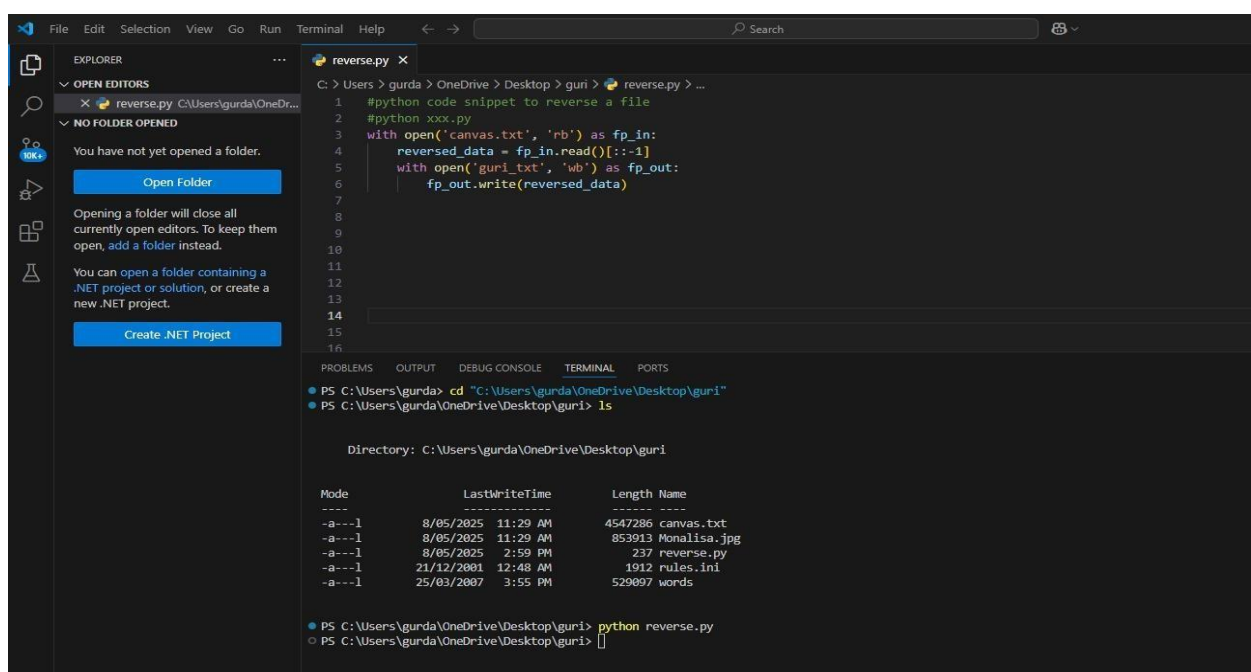 File Edit Selection View Go Run Terminal Help Search
EXPLORER ...
OPEN EDITORS
reverse.py C:\Users\gurda\OneDr...
NO FOLDER OPENED
10K+
You have not yet opened a folder.
Open Folder
Opening a folder will close all
currently open editors. To keep them
open, add a folder instead.
You can open a folder containing a
.NET project or solution, or create a
new .NET project.
Create .NET Project
reverse.py
C: > Users > gurda > OneDrive > Desktop > guri > reverse.py > ...
1 #python code snippet to reverse a file
2 #python xxx.py
3 with open('canvas.txt', 'rb') as fp_in:
4     reversed_data = fp_in.read()[::-1]
5     with open('guri_txt', 'wb') as fp_out:
6         fp_out.write(reversed_data)
7
8
9
10
11
12
13
14
15
16
PROBLEMS OUTPUT DEBUG CONSOLE TERMINAL PORTS
PS C:\Users\gurda> cd "C:\Users\gurda\OneDrive\Desktop\guri"
PS C:\Users\gurda\OneDrive\Desktop\guri> ls
Directory: C:\Users\gurda\OneDrive\Desktop\guri
Mode LastWriteTime Length Name
---- ------------- ------ ----
-a---l 8/05/2025 11:29 AM 4547286 canvas.txt
-a---l 8/05/2025 11:29 AM 853913 Monalisa.jpg
-a---l 8/05/2025 2:59 PM 237 reverse.py
-a---l 21/12/2001 12:48 AM 1912 rules.ini
-a---l 25/03/2007 3:55 PM 529097 words
PS C:\Users\gurda\OneDrive\Desktop\guri> python reverse.py
PS C:\Users\gurda\OneDrive\Desktop\guri>